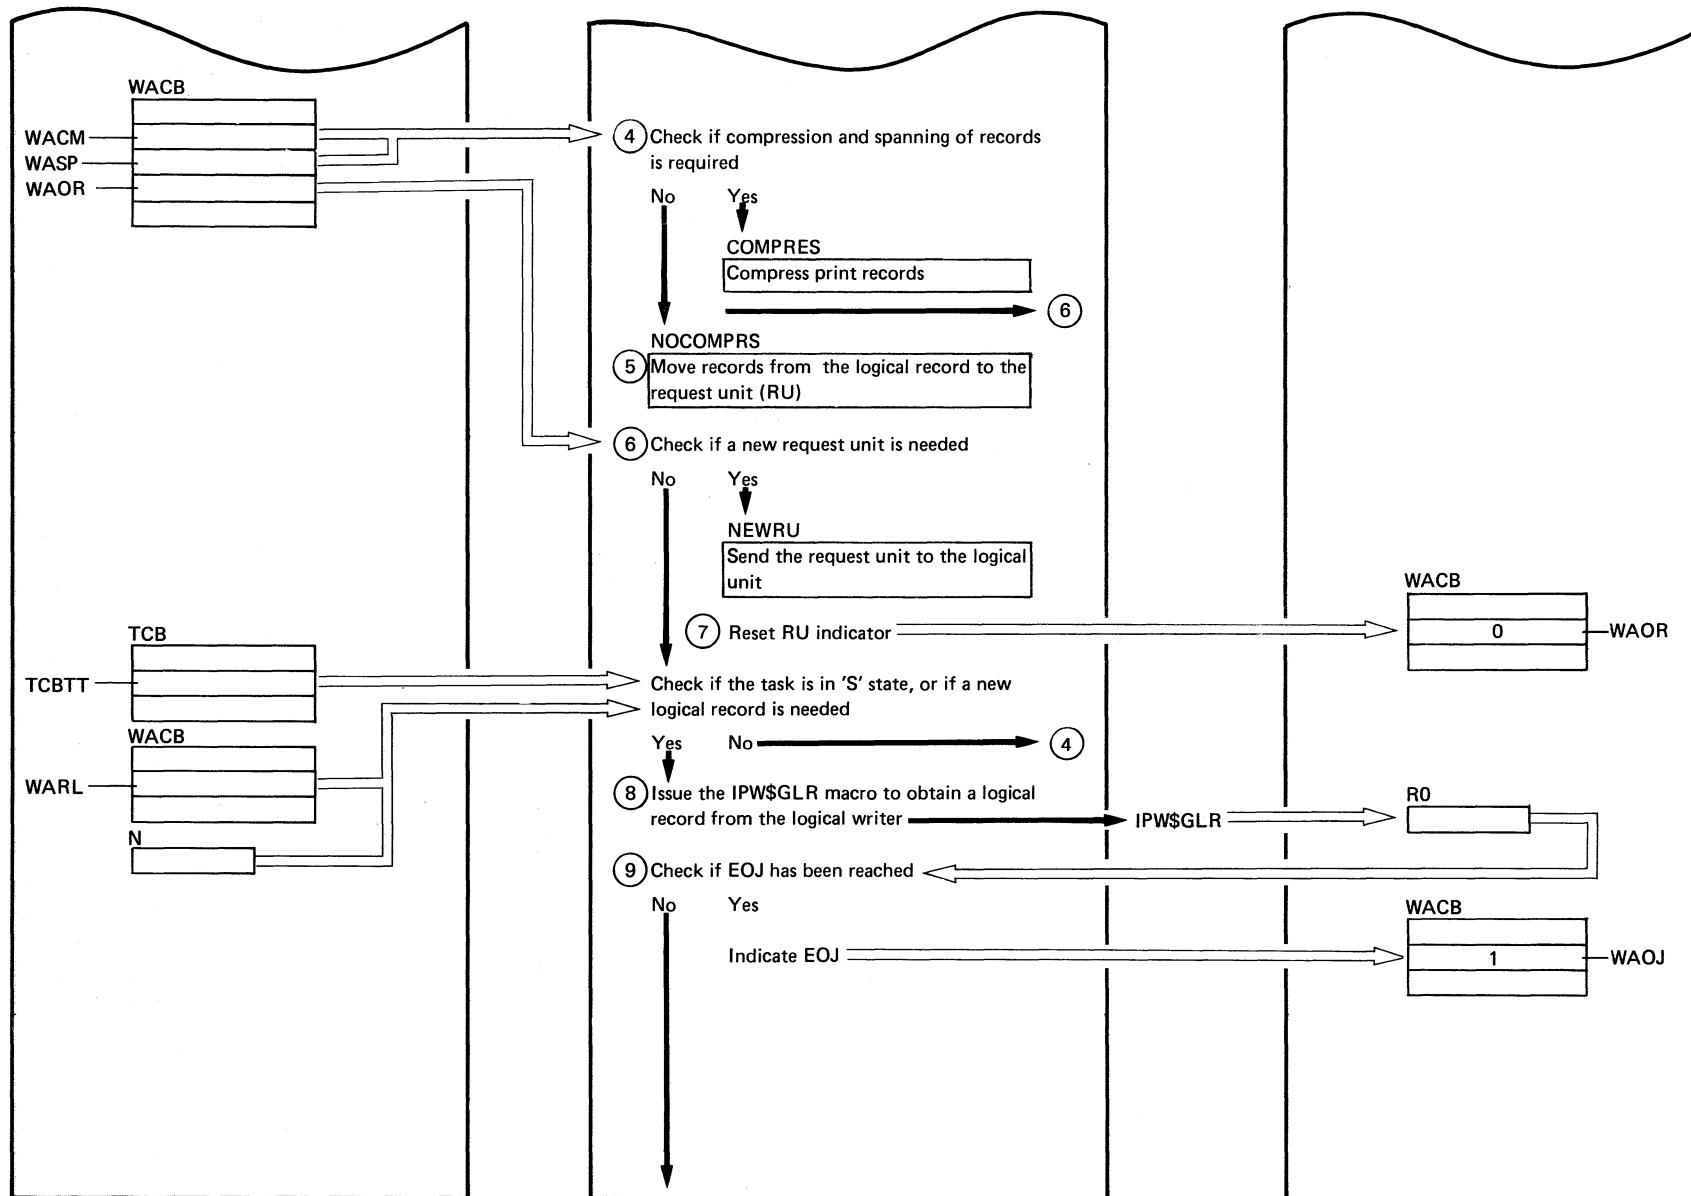 WACB
WACM
WASP
WAOR
4 Check if compression and spanning of records
is required
No Yes
COMPRES
Compress print records
6
NOCOMPRS
5 Move records from the logical record to the
request unit (RU)
6 Check if a new request unit is needed
No Yes
NEWRU
Send the request unit to the logical
unit
7 Reset RU indicator
WACB
0 WAOR
TCB
TCBTT
Check if the task is in 'S' state, or if a new
logical record is needed
WACB
WARL
N
Yes No 4
8 Issue the IPW$GLR macro to obtain a logical
record from the logical writer IPW$GLR
R0
9 Check if EOJ has been reached
No Yes
Indicate EOJ
WACB
1 WAOJ